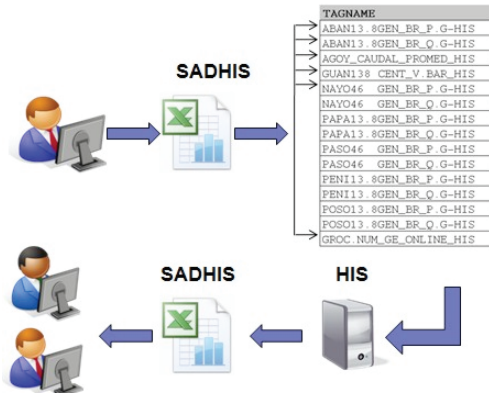 TAGNAME
ABAN13.8GEN_BR_P.G-HIS
ABAN13.8GEN_BR_Q.G-HIS
AGOY_CAUDAL_PROMED_HIS
GUAN138 CENT_V.BAR_HIS
NAYO46 GEN_BR_P.G-HIS
NAYO46 GEN_BR_Q.G-HIS
PAPA13.8GEN_BR_P.G-HIS
PAPA13.8GEN_BR_Q.G-HIS
PASO46 GEN_BR_P.G-HIS
PASO46 GEN_BR_Q.G-HIS
PENI13.8GEN_BR_P.G-HIS
PENI13.8GEN_BR_Q.G-HIS
POSO13.8GEN_BR_P.G-HIS
POSO13.8GEN_BR_Q.G-HIS
GROC.NUM_GE_ONLINE_HIS
SADHIS
SADHIS
HIS